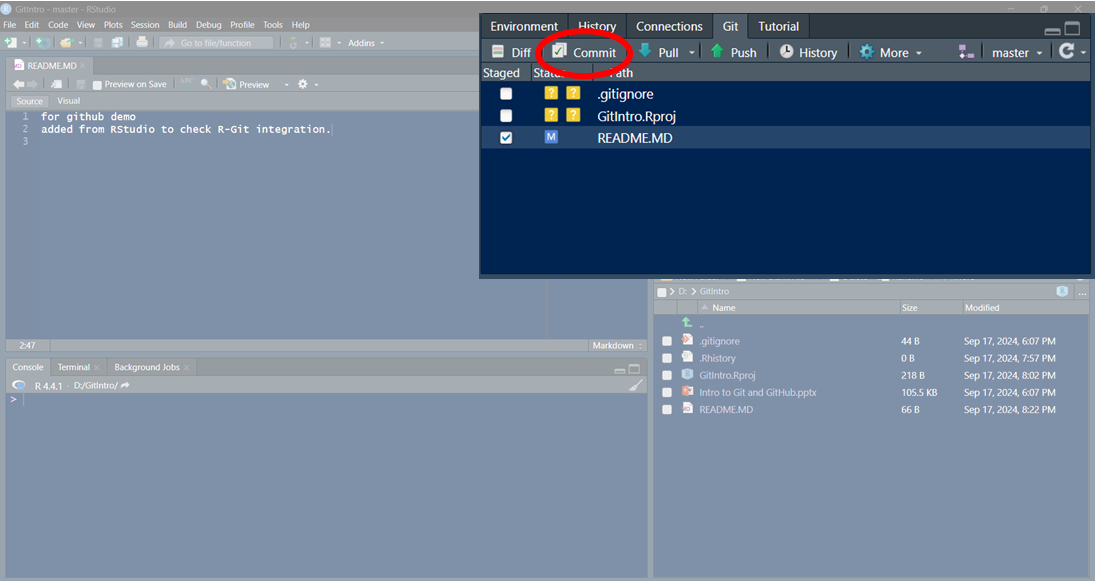 GitIntro - master - RStudio
File Edit Code View Plots Session Build Debug Profile Tools Help
Go to file/function Addins
README.MD
Preview on Save ABC Preview
Source Visual
1 for github demo
2 added from RStudio to check R-Git integration.
3
2:47 Markdown
Environment History Connections Git Tutorial
Diff Commit Pull Push History More master
Staged Path
? ? .gitignore
? ? GitIntro.Rproj
M README.MD
Console Terminal Background Jobs
R 4.4.1 · D:/GitIntro/
>
D: GitIntro ...
Name Size Modified
..
.gitignore 44 B Sep 17, 2024, 6:07 PM
.Rhistory 0 B Sep 17, 2024, 7:57 PM
GitIntro.Rproj 218 B Sep 17, 2024, 8:02 PM
Intro to Git and GitHub.pptx 105.5 KB Sep 17, 2024, 6:07 PM
README.MD 66 B Sep 17, 2024, 8:22 PM